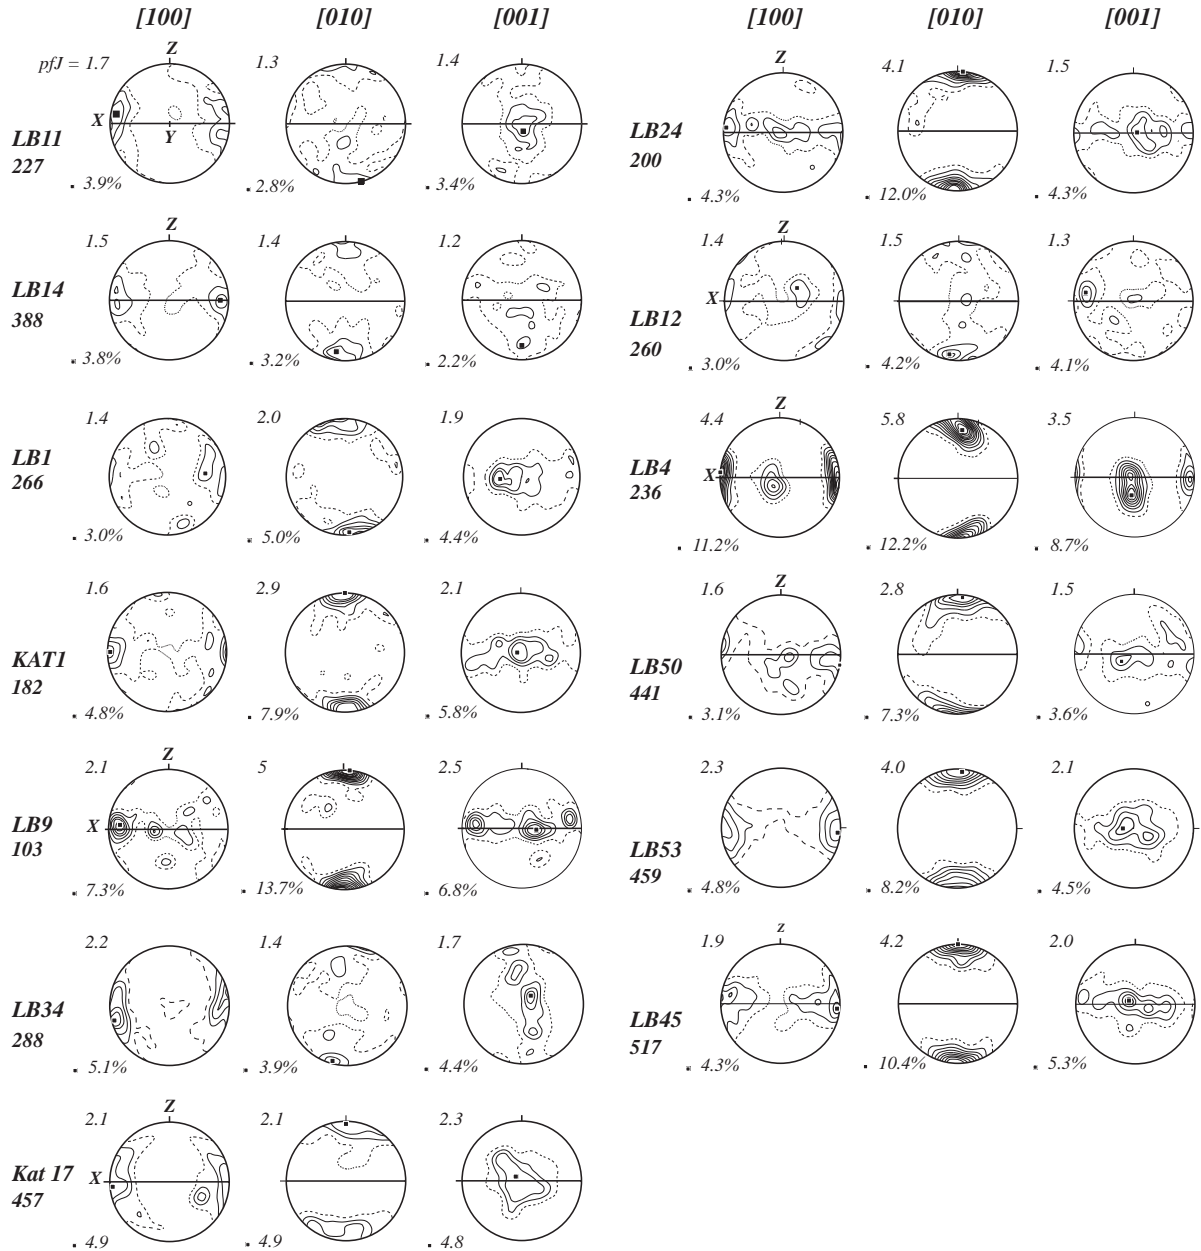 [100] [010] [001] [100] [010] [001]
pfJ = 1.7 Z 1.3 1.4
X Y
LB11
227
3.9% 2.8% 3.4%
Z 4.1 1.5
LB24
200
4.3% 12.0% 4.3%
1.5 Z 1.4 1.2
LB14
388
3.8% 3.2% 2.2%
1.4 Z 1.5 1.3
X
LB12
260
3.0% 4.2% 4.1%
1.4 2.0 1.9
LB1
266
3.0% 5.0% 4.4%
4.4 Z 5.8 3.5
X
LB4
236
11.2% 12.2% 8.7%
1.6 2.9 2.1
KAT1
182
4.8% 7.9% 5.8%
1.6 Z 2.8 1.5
LB50
441
3.1% 7.3% 3.6%
2.1 Z 5 2.5
X
LB9
103
7.3% 13.7% 6.8%
2.3 4.0 2.1
LB53
459
4.8% 8.2% 4.5%
2.2 1.4 1.7
LB34
288
5.1% 3.9% 4.4%
1.9 z 4.2 2.0
LB45
517
4.3% 10.4% 5.3%
2.1 Z 2.1 2.3
X
Kat 17
457
4.9 4.9 4.8